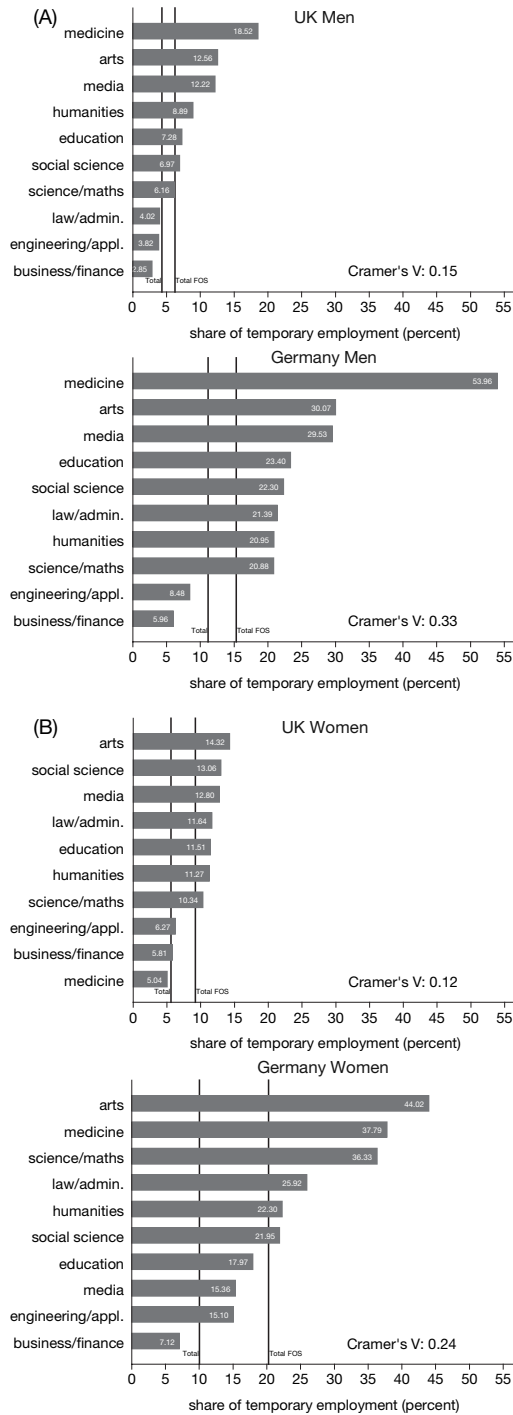 (A)
UK Men
medicine 18.52
arts 12.56
media 12.22
humanities 8.89
education 7.28
social science 6.97
science/maths 6.16
law/admin. 4.02
engineering/appl. 3.82
business/finance 2.85
Total Total FOS
Cramer's V: 0.15
0 5 10 15 20 25 30 35 40 45 50 55
share of temporary employment (percent)
Germany Men
medicine 53.96
arts 30.07
media 29.53
education 23.40
social science 22.30
law/admin. 21.39
humanities 20.95
science/maths 20.88
engineering/appl. 8.48
business/finance 5.96
Total Total FOS
Cramer's V: 0.33
0 5 10 15 20 25 30 35 40 45 50 55
share of temporary employment (percent)
(B)
UK Women
arts 14.32
social science 13.06
media 12.80
law/admin. 11.64
education 11.51
humanities 11.27
science/maths 10.34
engineering/appl. 6.27
business/finance 5.81
medicine 5.04
Total Total FOS
Cramer's V: 0.12
0 5 10 15 20 25 30 35 40 45 50 55
share of temporary employment (percent)
Germany Women
arts 44.02
medicine 37.79
science/maths 36.33
law/admin. 25.92
humanities 22.30
social science 21.95
education 17.97
media 15.36
engineering/appl. 15.10
business/finance 7.12
Total Total FOS
Cramer's V: 0.24
0 5 10 15 20 25 30 35 40 45 50 55
share of temporary employment (percent)